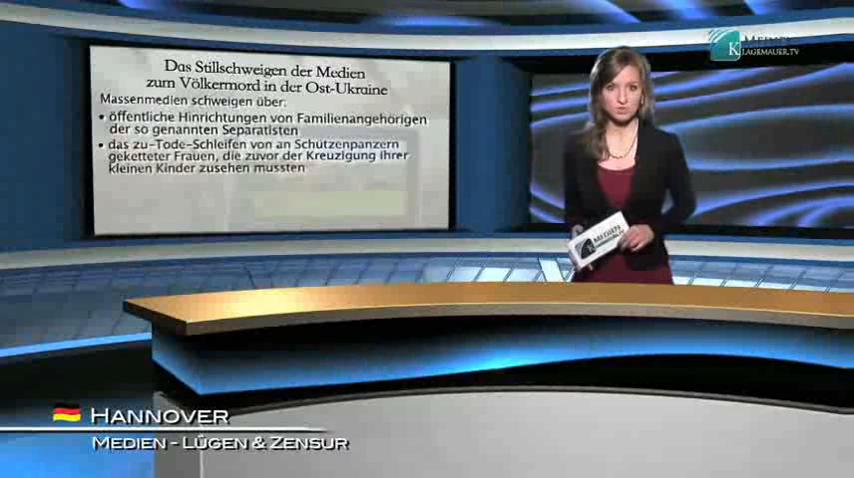 Das Stillschweigen der Medien
zum Völkermord in der Ost-Ukraine
Massenmedien schweigen über:
• öffentliche Hinrichtungen von Familienangehörigen
der so genannten Separatisten
• das zu-Tode-Schleifen von an Schützenpanzern
geketteter Frauen, die zuvor der Kreuzigung ihrer
kleinen Kinder zusehen mussten
K
LAGEMAUER.TV
MEDIEN
K
HANNOVER
MEDIEN - LÜGEN & ZENSUR